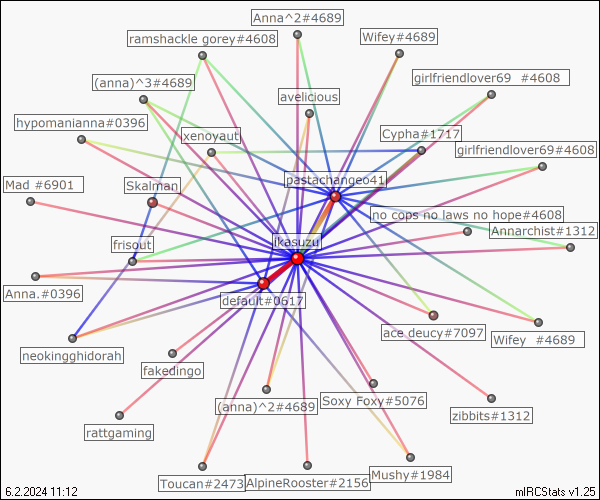 Anna^2#4689
ramshackle gorey#4608
Wifey#4689
(anna)^3#4689
girlfriendlover69 #4608
avelicious
hypomanianna#0396
xenoyaut
Cypha#1717
girlfriendlover69#4608
Mad #6901
Skalman
pastachange041
no cops no laws no hope#4608
Annarchist#1312
frisout
ikasuzu
Anna.#0396
default#0617
ace deucy#7097
Wifey #4689
neokingghidorah
fakedingo
(anna)^2#4689
Soxy Foxy#5076
zibbits#1312
rattgaming
Toucan#2473
AlpineRooster#2156
Mushy#1984
6.2.2024 11:12
mIRCStats v1.25